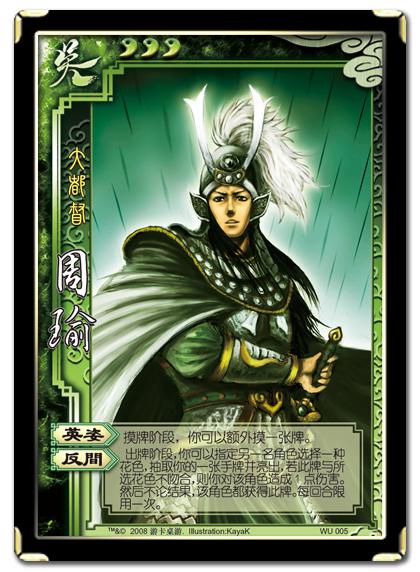 吴
大都督
周瑜
英姿
摸牌阶段，你可以额外摸一张牌。
反間
出牌阶段，你可以指定另一名角色选择一种
花色，抽取你的一张手牌并亮出，若此牌与所
选花色不吻合，则你对该角色造成1点伤害。
然后不论结果，该角色都获得此牌。每回合限
用一次。
™&© 2008 游卡桌游. Illustration:KayaK
WU 005